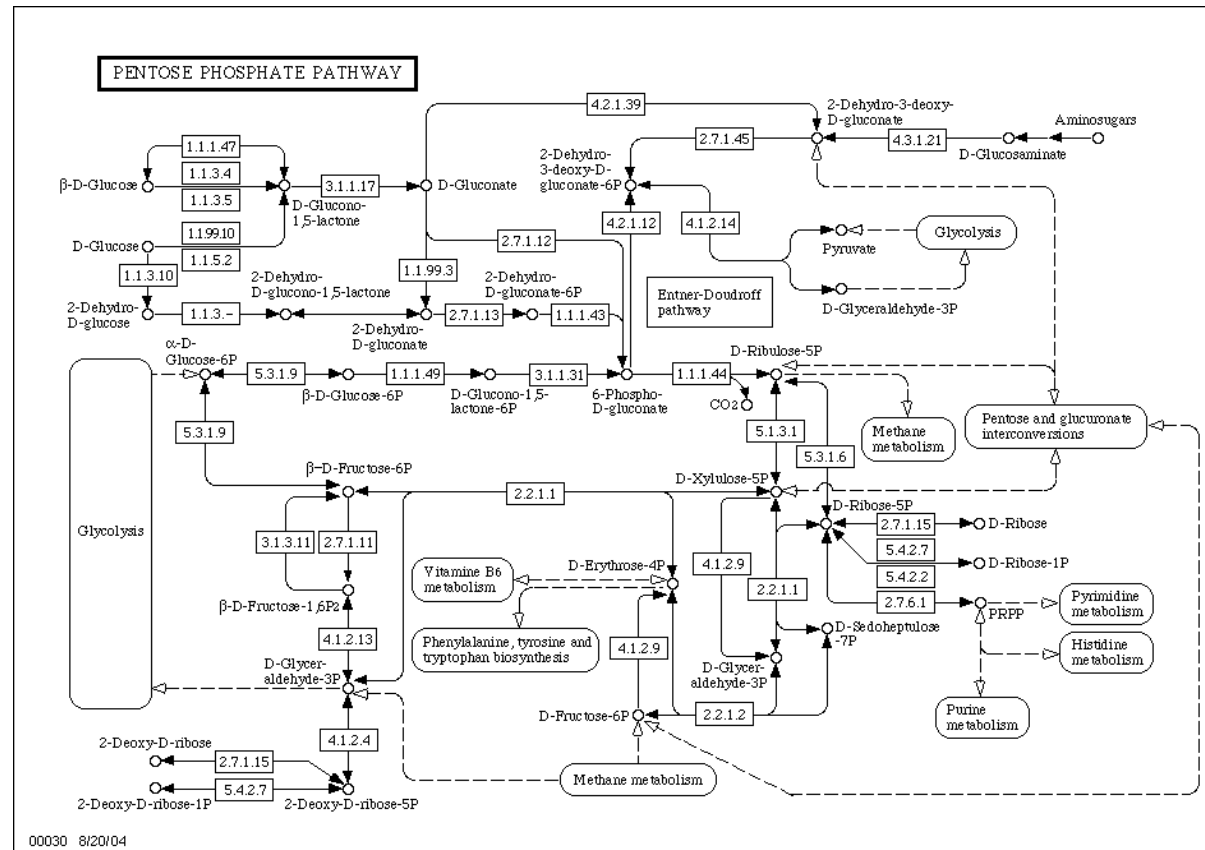 PENTOSE PHOSPHATE PATHWAY
4.2.1.39
2-Dehydro-3-deoxy-
D-gluconate
Aminosugars
2.7.1.45
4.3.1.21
D-Glucosaminate
1.1.1.47
2-Dehydro-
3-deoxy-D-
gluconate-6P
β-D-Glucose
1.1.3.4
1.1.3.5
3.1.1.17
D-Gluconate
D-Glucono-
1,5-lactone
4.2.1.12
4.1.2.14
D-Glucose
1.1.99.10
1.1.5.2
2.7.1.12
Pyruvate
Glycolysis
1.1.3.10
2-Dehydro-
D-glucono-1,5-lactone
1.1.99.3
2-Dehydro-
D-gluconate-6P
Entner-Doudroff
pathway
D-Glyceraldehyde-3P
2-Dehydro-
D-glucose
1.1.3.-
2-Dehydro-
D-gluconate
2.7.1.13
1.1.1.43
α-D-
Glucose-6P
5.3.1.9
β-D-Glucose-6P
1.1.1.49
D-Glucono-1,5-
lactone-6P
3.1.1.31
6-Phospho-
D-gluconate
1.1.1.44
D-Ribulose-5P
CO2
Methane
metabolism
Pentose and glucuronate
interconversions
5.3.1.9
5.1.3.1
5.3.1.6
β-D-Fructose-6P
2.2.1.1
D-Xylulose-5P
D-Ribose-5P
Glycolysis
3.1.3.11
2.7.1.11
2.7.1.15
D-Ribose
5.4.2.7
5.4.2.2
D-Ribose-1P
Vitamine B6
metabolism
D-Erythrose-4P
4.1.2.9
2.2.1.1
2.7.6.1
PRPP
Pyrimidine
metabolism
β-D-Fructose-1,6P2
Phenylalanine, tyrosine and
tryptophan biosynthesis
4.1.2.9
D-Sedoheptulose
-7P
Histidine
metabolism
4.1.2.13
D-Glycer-
aldehyde-3P
D-Glycer-
aldehyde-3P
D-Fructose-6P
2.2.1.2
Purine
metabolism
4.1.2.4
2-Deoxy-D-ribose
2.7.1.15
Methane metabolism
5.4.2.7
2-Deoxy-D-ribose-1P
2-Deoxy-D-ribose-5P
00030 8/20/04